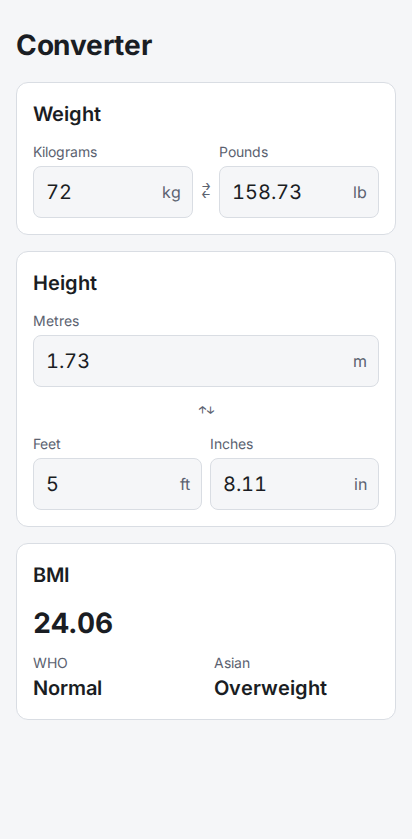 Converter
Weight
Kilograms Pounds
72 kg ⇄ 158.73 lb
Height
Metres
1.73 m
↑↓
Feet Inches
5 ft 8.11 in
BMI
24.06
WHO Asian
Normal Overweight